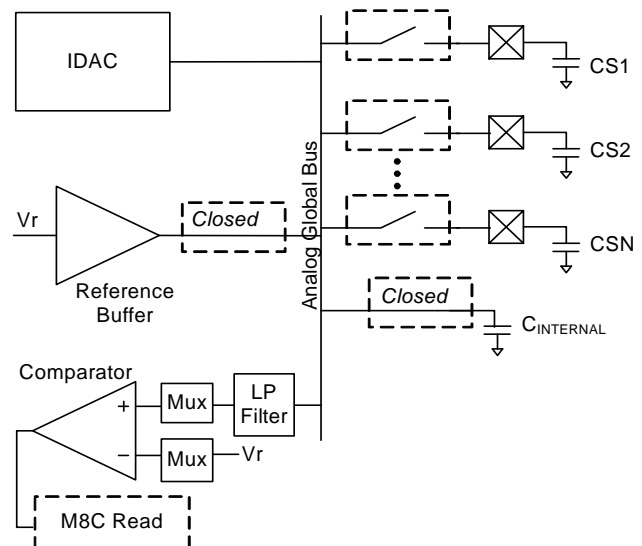 IDAC
CS1
CS2
Analog Global Bus
Vr
Closed
CSN
Reference
Buffer
Closed
CINTERNAL
Comparator
+
Mux
LP
Filter
−
Mux
Vr
M8C Read